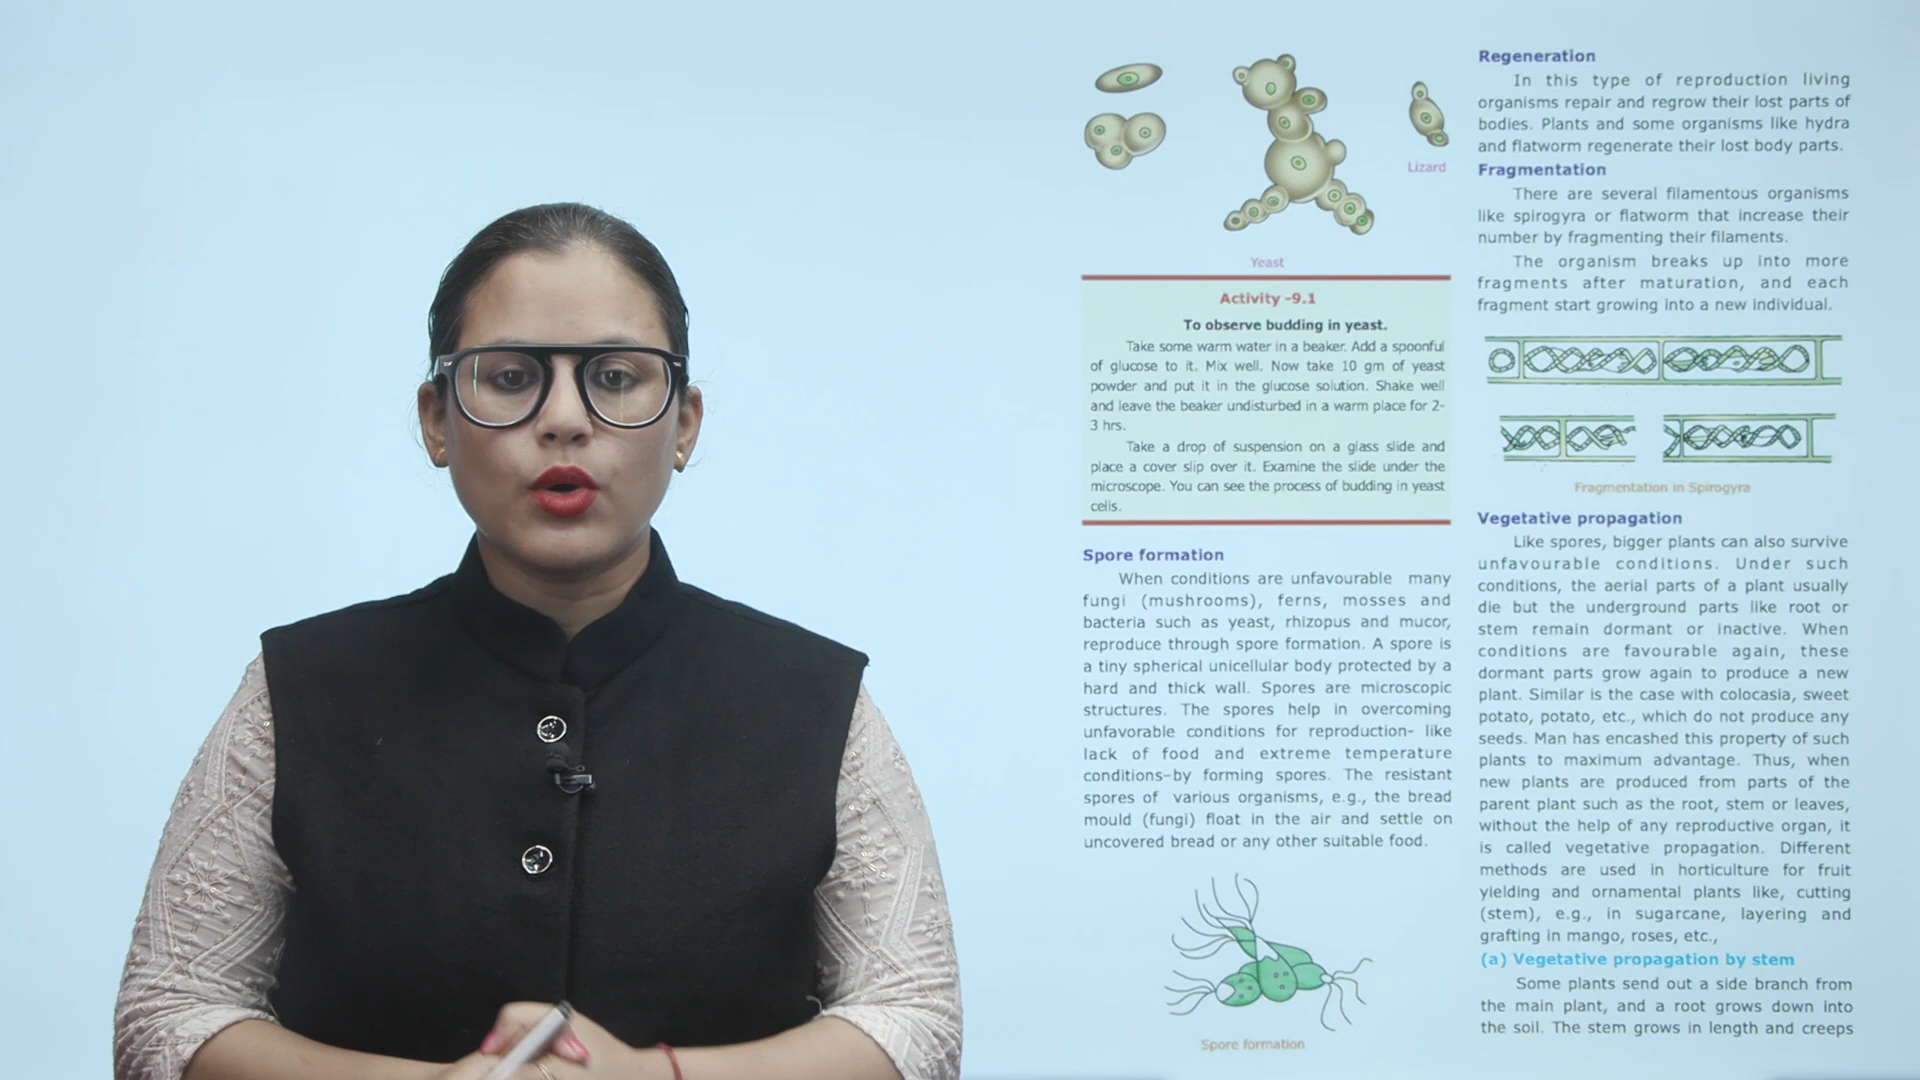 Lizard
Yeast
Activity -9.1
To observe budding in yeast.
Take some warm water in a beaker. Add a spoonful
of glucose to it. Mix well. Now take 10 gm of yeast
powder and put it in the glucose solution. Shake well
and leave the beaker undisturbed in a warm place for 2-
3 hrs.
Take a drop of suspension on a glass slide and
place a cover slip over it. Examine the slide under the
microscope. You can see the process of budding in yeast
cells.
Spore formation
When conditions are unfavourable many
fungi (mushrooms), ferns, mosses and
bacteria such as yeast, rhizopus and mucor,
reproduce through spore formation. A spore is
a tiny spherical unicellular body protected by a
hard and thick wall. Spores are microscopic
structures. The spores help in overcoming
unfavorable conditions for reproduction- like
lack of food and extreme temperature
conditions-by forming spores. The resistant
spores of various organisms, e.g., the bread
mould (fungi) float in the air and settle on
uncovered bread or any other suitable food.
Spore formation
Regeneration
In this type of reproduction living
organisms repair and regrow their lost parts of
bodies. Plants and some organisms like hydra
and flatworm regenerate their lost body parts.
Fragmentation
There are several filamentous organisms
like spirogyra or flatworm that increase their
number by fragmenting their filaments.
The organism breaks up into more
fragments after maturation, and each
fragment start growing into a new individual.
Fragmentation in Spirogyra
Vegetative propagation
Like spores, bigger plants can also survive
unfavourable conditions. Under such
conditions, the aerial parts of a plant usually
die but the underground parts like root or
stem remain dormant or inactive. When
conditions are favourable again, these
dormant parts grow again to produce a new
plant. Similar is the case with colocasia, sweet
potato, potato, etc., which do not produce any
seeds. Man has encashed this property of such
plants to maximum advantage. Thus, when
new plants are produced from parts of the
parent plant such as the root, stem or leaves,
without the help of any reproductive organ, it
is called vegetative propagation. Different
methods are used in horticulture for fruit
yielding and ornamental plants like, cutting
(stem), e.g., in sugarcane, layering and
grafting in mango, roses, etc.,
(a) Vegetative propagation by stem
Some plants send out a side branch from
the main plant, and a root grows down into
the soil. The stem grows in length and creeps